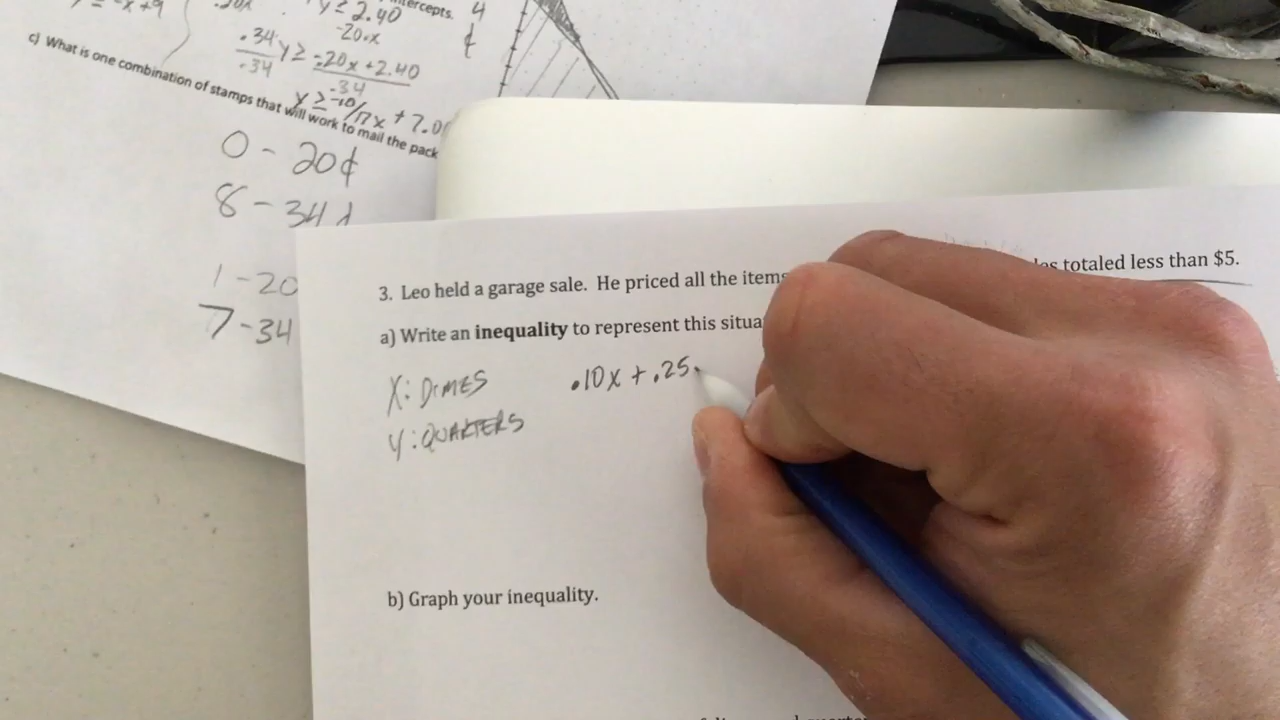 y ≥ 2.40
-20x
.34 y ≥ -20x + 2.40
.34 .34
y ≥ -10/17x + 7.0
c) What is one combination of stamps that will work to mail the pack
0 - 20¢
8 - 34
1 - 20
7 - 34
3. Leo held a garage sale. He priced all the items totaled less than $5.
a) Write an inequality to represent this situa
X: DIMES .10x + .25
y: QUARTERS
b) Graph your inequality.